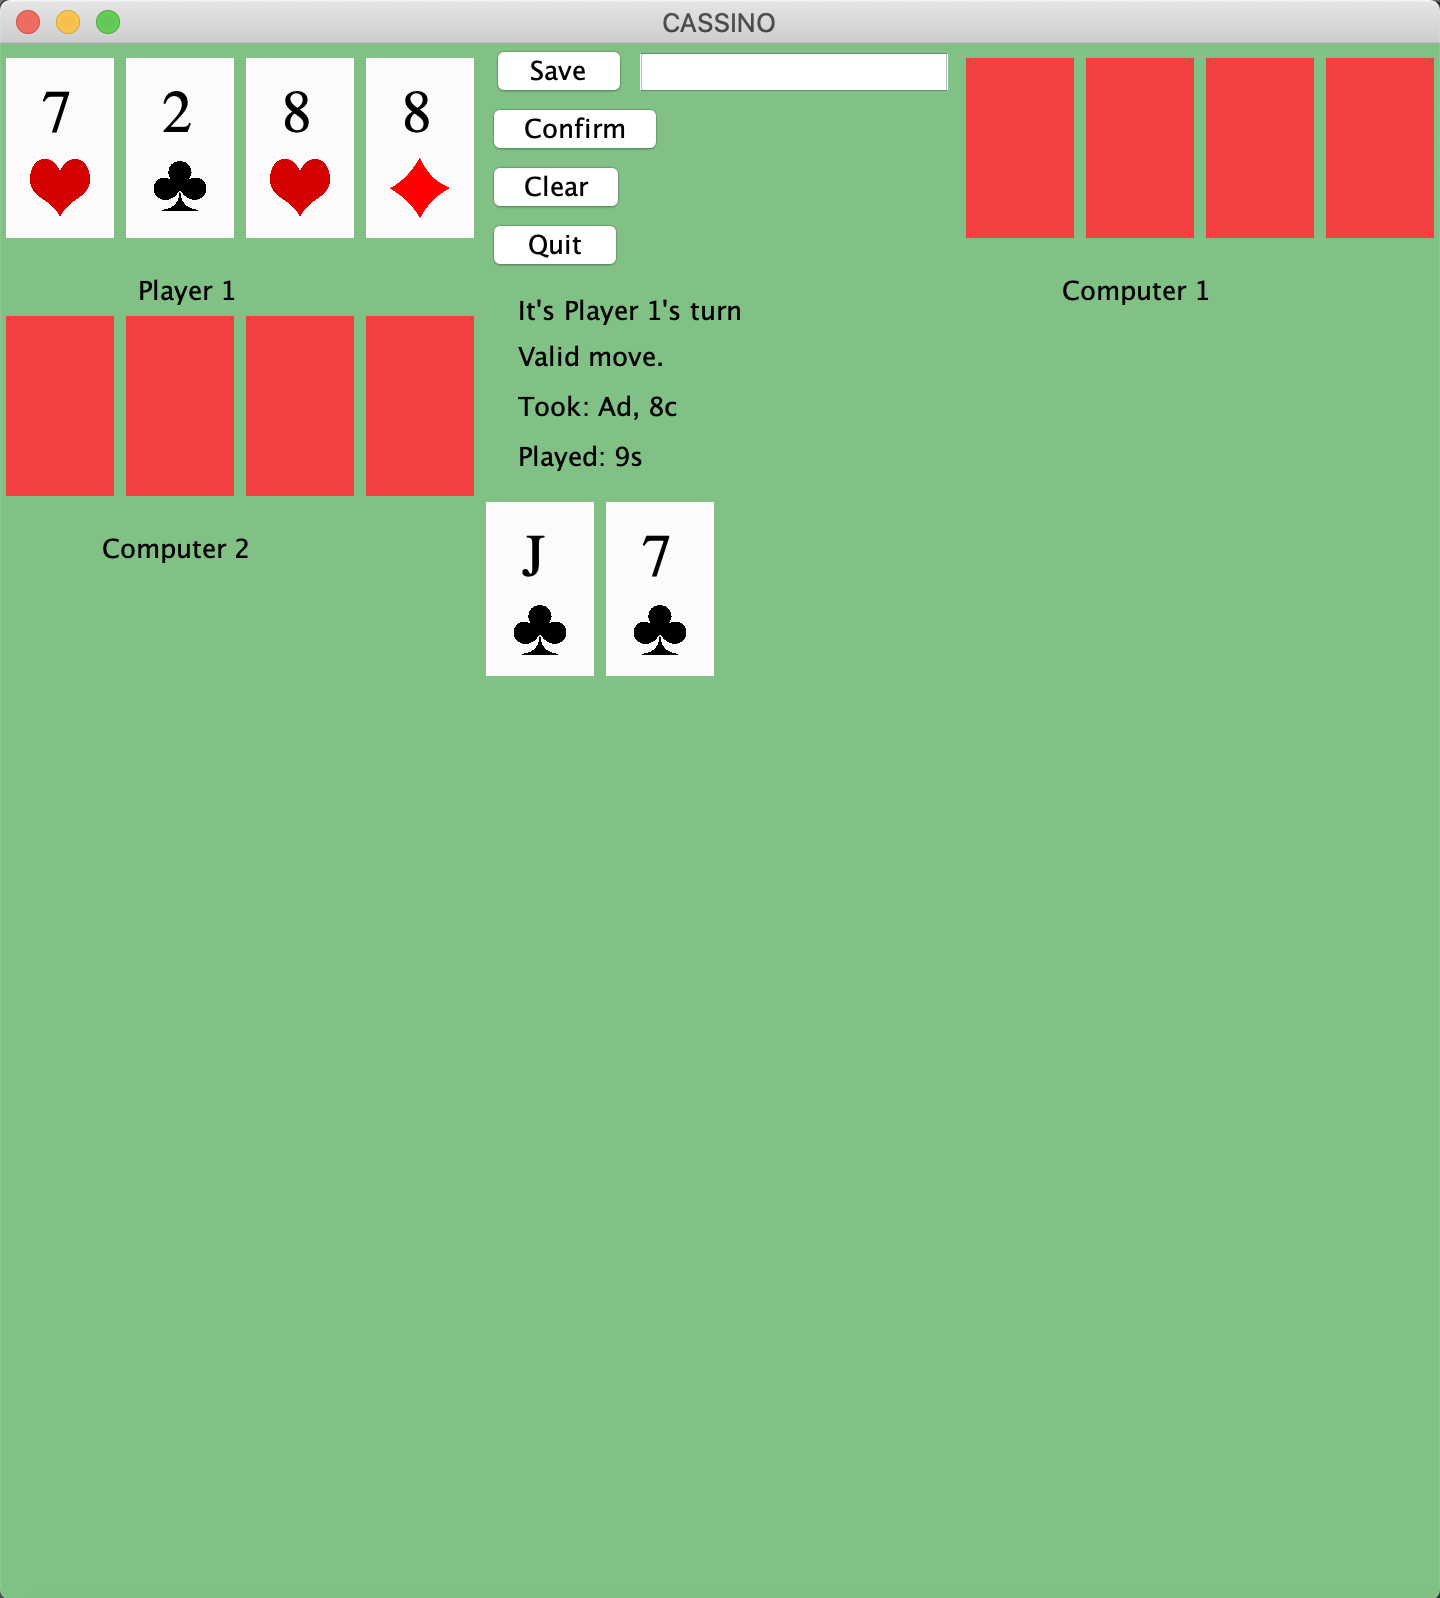 CASSINO
7 2 8 8
Player 1
Computer 2
Save
Confirm
Clear
Quit
It's Player 1's turn
Valid move.
Took: Ad, 8c
Played: 9s
J 7
Computer 1